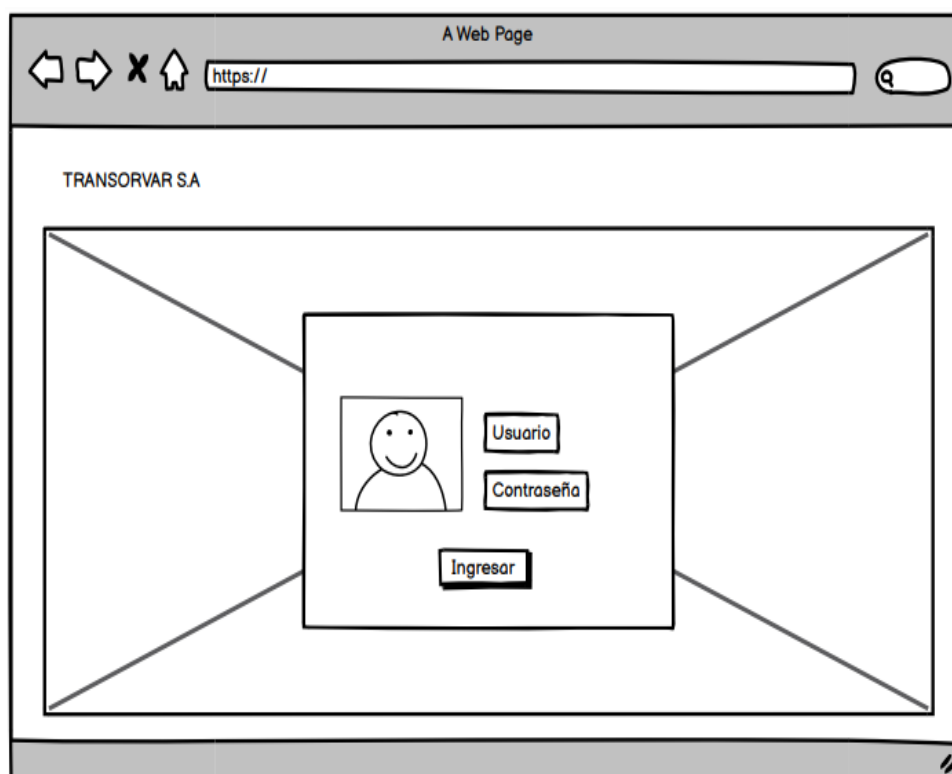 A Web Page
https://
TRANSORVAR S.A
Usuario
Contraseña
Ingresar